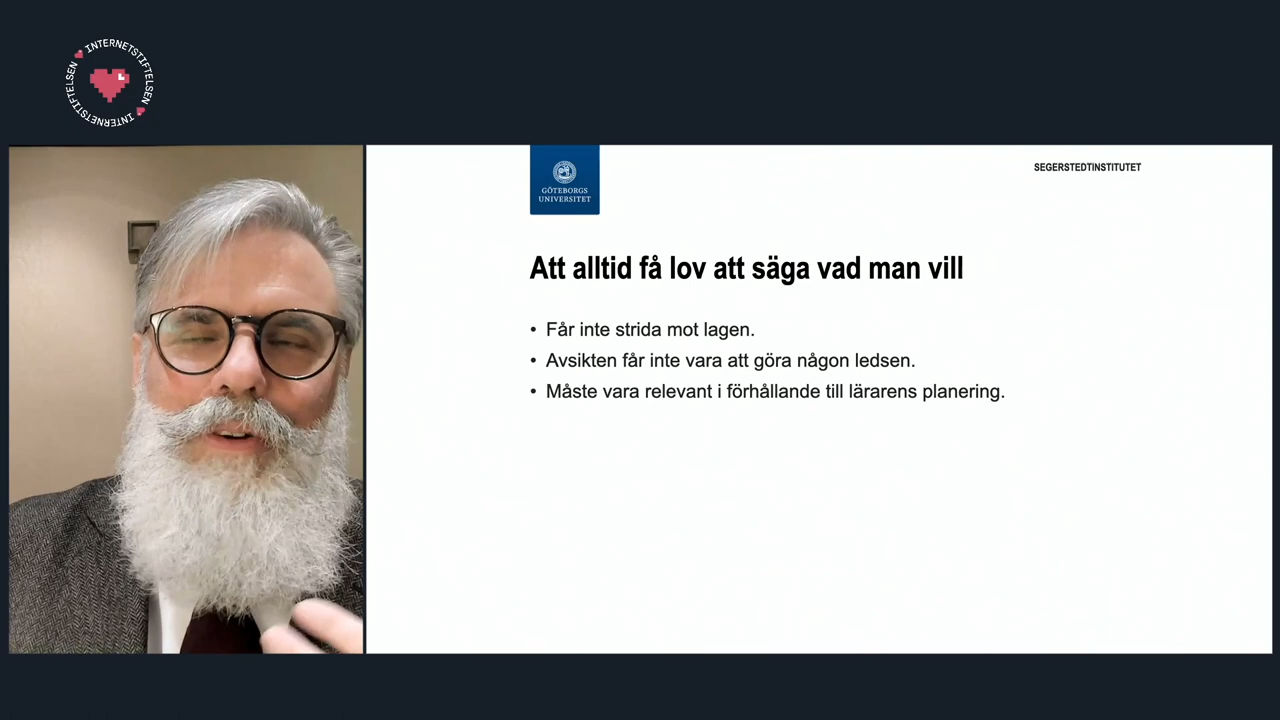 INTERNETSTIFTELSEN
INTERNETSTIFTELSEN
GÖTEBORGS
UNIVERSITET
SEGERSTEDTINSTITUTET
Att alltid få lov att säga vad man vill
• Får inte strida mot lagen.
• Avsikten får inte vara att göra någon ledsen.
• Måste vara relevant i förhållande till lärarens planering.